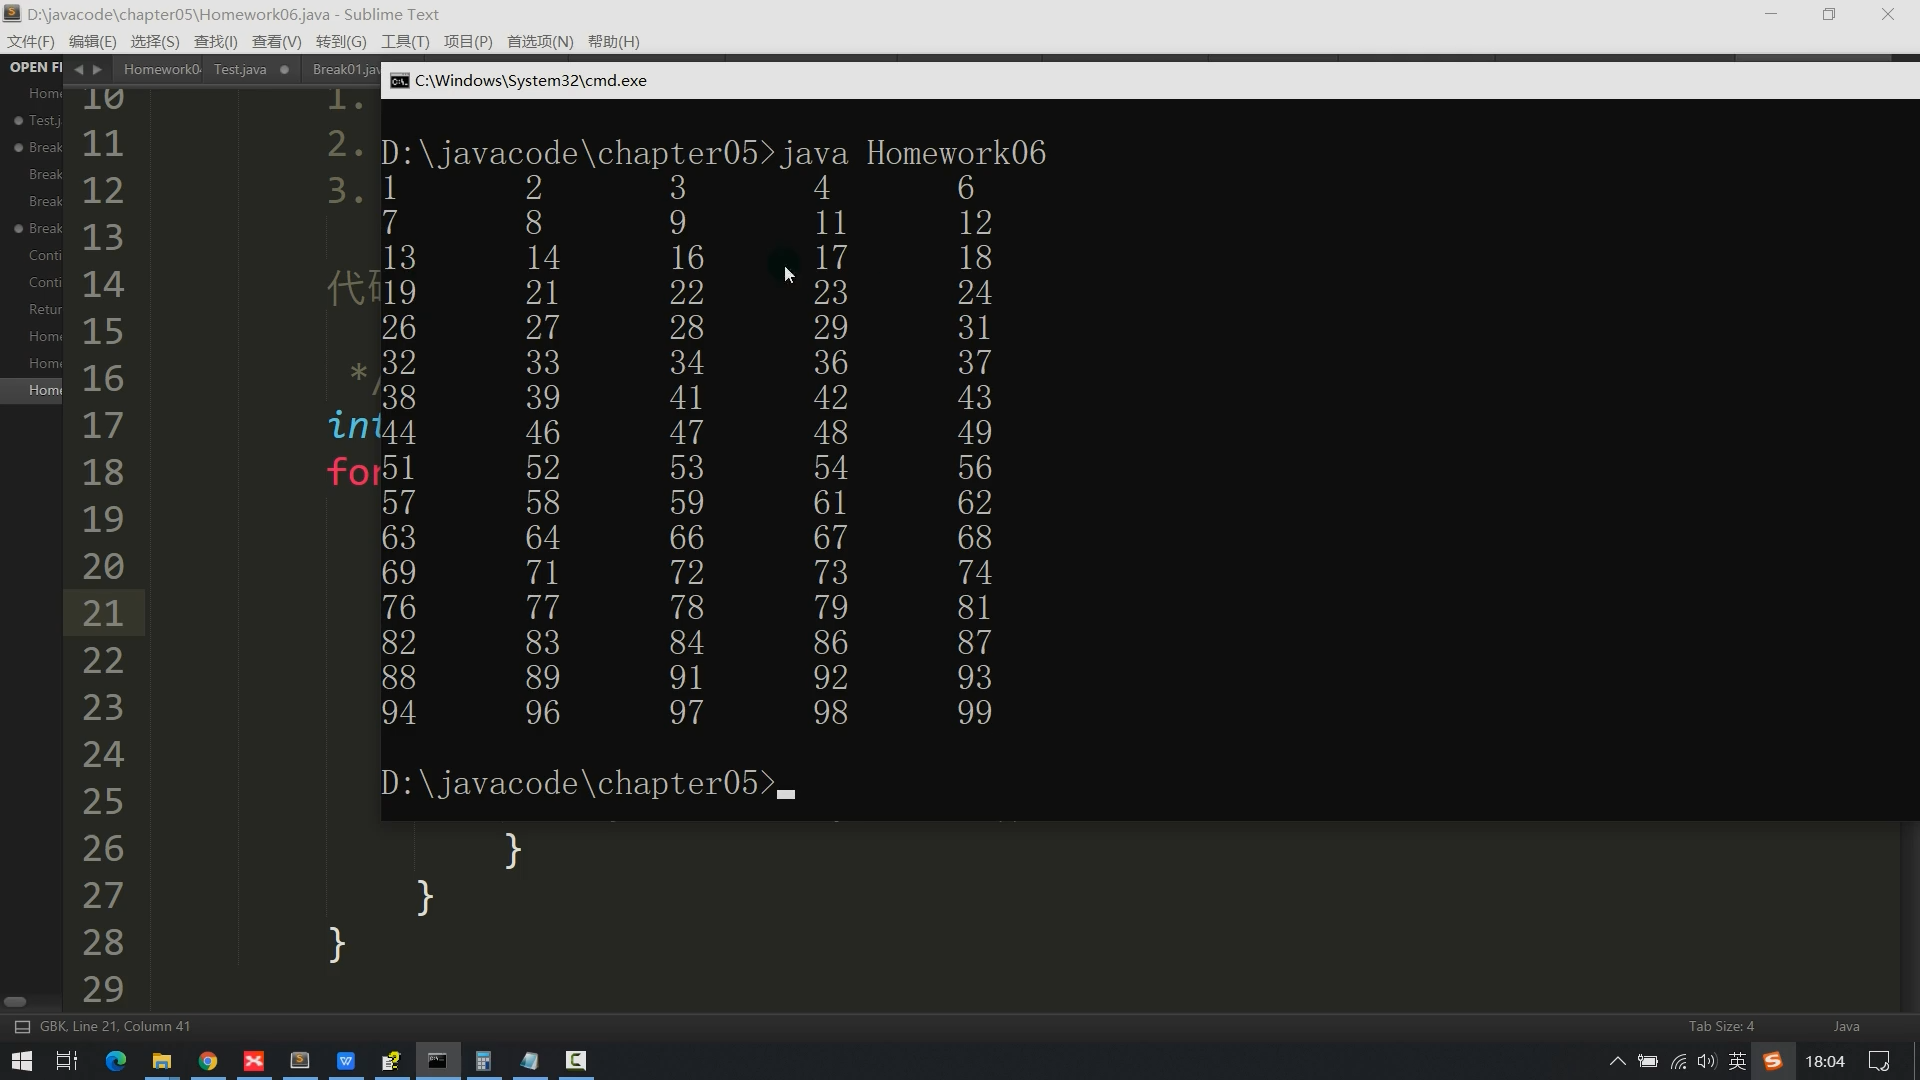 D:\javacode\chapter05\Homework06.java - Sublime Text
文件(F) 编辑(E) 选择(S) 查找(I) 查看(V) 转到(G) 工具(T) 项目(P) 首选项(N) 帮助(H)
OPEN FI
Homework04 Test.java Break01.jav
C:\Windows\System32\cmd.exe
Home
Test.j
Break
Break
Break
Break
Conti
Conti
Retur
Home
Home
Home
10 1.
11 2.
12 3.
13
14 代码
15
16 */
17 int
18 for
19
20
21
22
23
24
25
26 }
27 }
28 }
29
D:\javacode\chapter05>java Homework06
1 2 3 4 6
7 8 9 11 12
13 14 16 17 18
19 21 22 23 24
26 27 28 29 31
32 33 34 36 37
38 39 41 42 43
44 46 47 48 49
51 52 53 54 56
57 58 59 61 62
63 64 66 67 68
69 71 72 73 74
76 77 78 79 81
82 83 84 86 87
88 89 91 92 93
94 96 97 98 99
D:\javacode\chapter05>
GBK, Line 21, Column 41 Tab Size: 4 Java
英 18:04